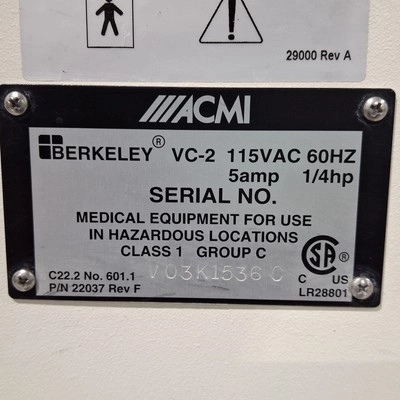 29000 Rev A
ACMI
BERKELEY® VC-2 115VAC 60HZ
5amp 1/4hp
SERIAL NO.
MEDICAL EQUIPMENT FOR USE
IN HAZARDOUS LOCATIONS
CLASS 1 GROUP C
V03K1536 C
C22.2 No. 601.1
P/N 22037 Rev F
SA ®
C US
LR28801